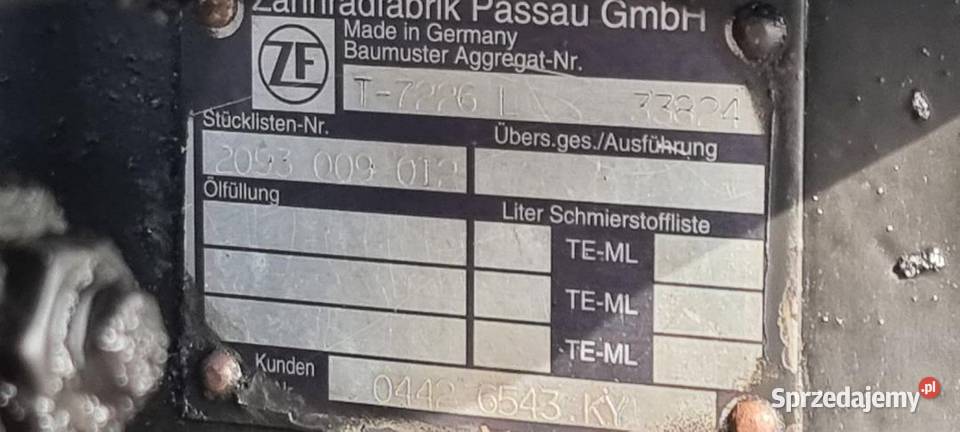 Zahnradfabrik Passau GmbH
Made in Germany
ZF
Baumuster Aggregat-Nr.
T-7226 L 33824
Stücklisten-Nr.
Übers.ges./Ausführung
2093 009 012
Ölfüllung
Liter Schmierstoffliste
TE-ML
TE-ML
TE-ML
Kunden
Nr.
0442 6543 KY
Sprzedajemy.pl